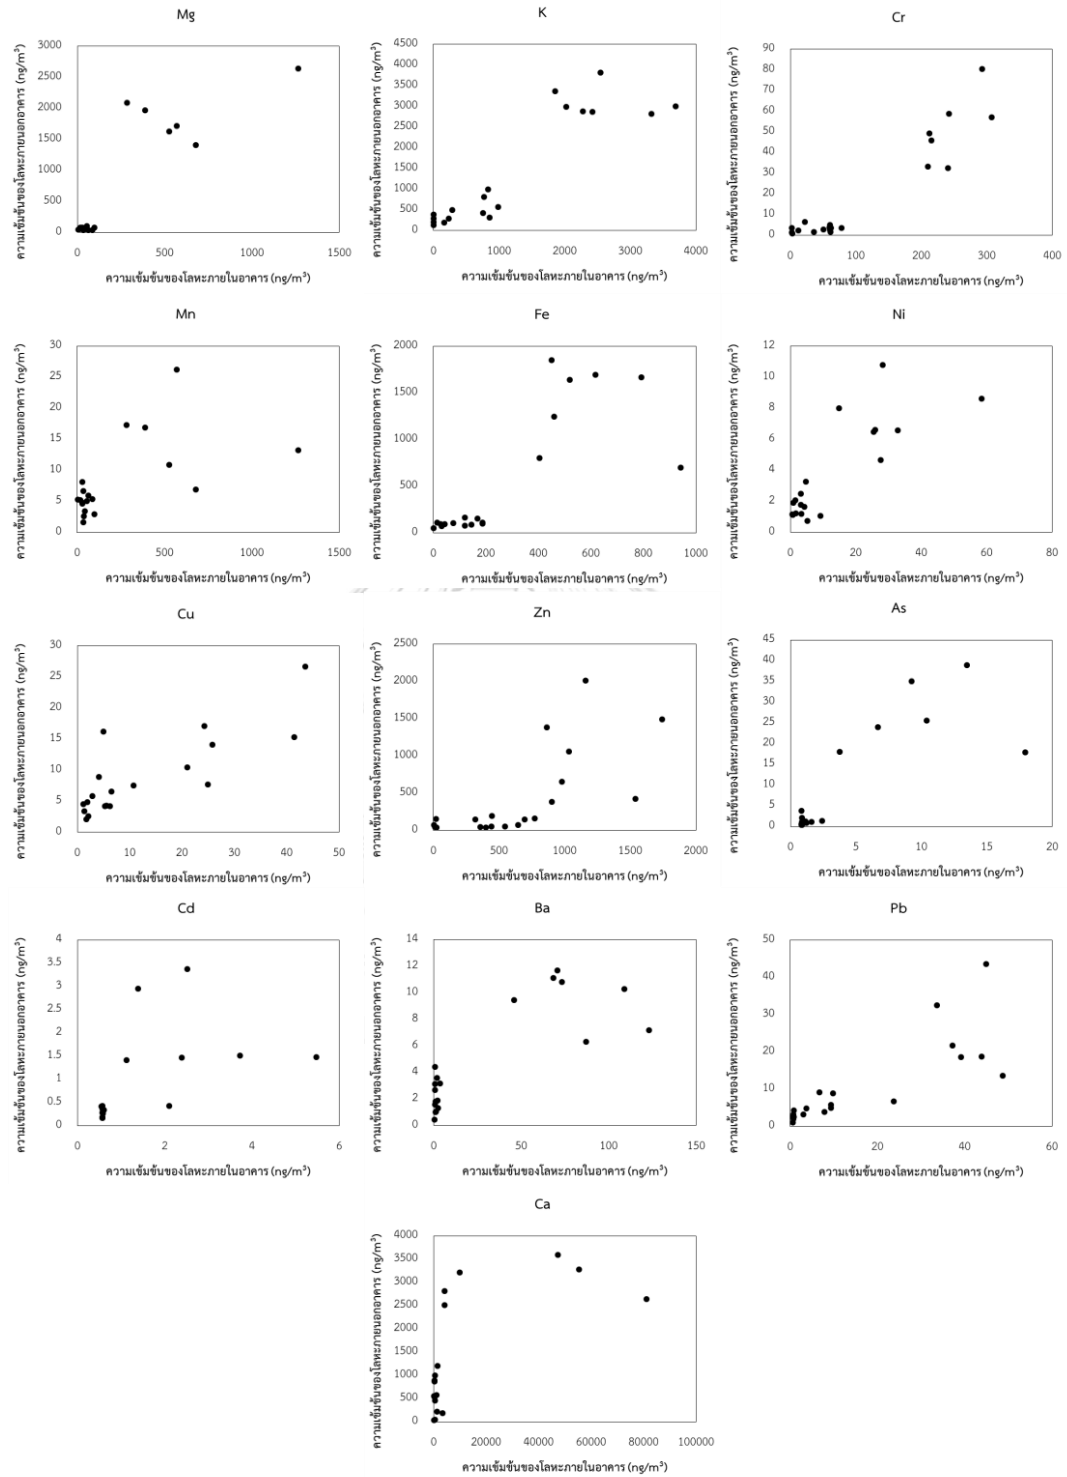 Mg
ความเข้มข้นของโลหะภายนอกอาคาร (ng/m³)
3000
2500
2000
1500
1000
500
0
0 500 1000 1500
ความเข้มข้นของโลหะภายในอาคาร (ng/m³)
K
ความเข้มข้นของโลหะภายนอกอาคาร (ng/m³)
4500
4000
3500
3000
2500
2000
1500
1000
500
0
0 1000 2000 3000 4000
ความเข้มข้นของโลหะภายในอาคาร (ng/m³)
Cr
ความเข้มข้นของโลหะภายนอกอาคาร (ng/m³)
90
80
70
60
50
40
30
20
10
0
0 100 200 300 400
ความเข้มข้นของโลหะภายในอาคาร (ng/m³)
Mn
ความเข้มข้นของโลหะภายนอกอาคาร (ng/m³)
30
25
20
15
10
5
0
0 500 1000 1500
ความเข้มข้นของโลหะภายในอาคาร (ng/m³)
Fe
ความเข้มข้นของโลหะภายนอกอาคาร (ng/m³)
2000
1500
1000
500
0
0 200 400 600 800 1000
ความเข้มข้นของโลหะภายในอาคาร (ng/m³)
Ni
ความเข้มข้นของโลหะภายนอกอาคาร (ng/m³)
12
10
8
6
4
2
0
0 20 40 60 80
ความเข้มข้นของโลหะภายในอาคาร (ng/m³)
Cu
ความเข้มข้นของโลหะภายนอกอาคาร (ng/m³)
30
25
20
15
10
5
0
0 10 20 30 40 50
ความเข้มข้นของโลหะภายในอาคาร (ng/m³)
Zn
ความเข้มข้นของโลหะภายนอกอาคาร (ng/m³)
2500
2000
1500
1000
500
0
0 500 1000 1500 2000
ความเข้มข้นของโลหะภายในอาคาร (ng/m³)
As
ความเข้มข้นของโลหะภายนอกอาคาร (ng/m³)
45
40
35
30
25
20
15
10
5
0
0 5 10 15 20
ความเข้มข้นของโลหะภายในอาคาร (ng/m³)
Cd
ความเข้มข้นของโลหะภายนอกอาคาร (ng/m³)
4
3.5
3
2.5
2
1.5
1
0.5
0
0 2 4 6
ความเข้มข้นของโลหะภายในอาคาร (ng/m³)
Ba
ความเข้มข้นของโลหะภายนอกอาคาร (ng/m³)
14
12
10
8
6
4
2
0
0 50 100 150
ความเข้มข้นของโลหะภายในอาคาร (ng/m³)
Pb
ความเข้มข้นของโลหะภายนอกอาคาร (ng/m³)
50
40
30
20
10
0
0 20 40 60
ความเข้มข้นของโลหะภายในอาคาร (ng/m³)
Ca
ความเข้มข้นของโลหะภายนอกอาคาร (ng/m³)
4000
3500
3000
2500
2000
1500
1000
500
0
0 20000 40000 60000 80000 100000
ความเข้มข้นของโลหะภายในอาคาร (ng/m³)